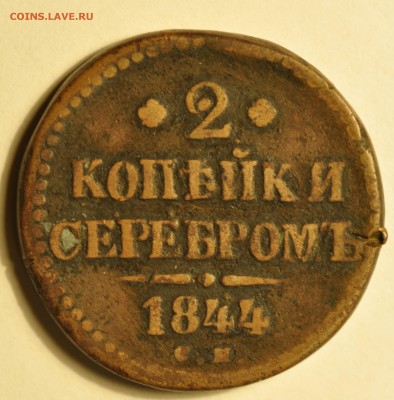 COINS.LAVE.RU
2
КОПѢЙКИ
СЕРЕБРОМЪ
1844
С.М